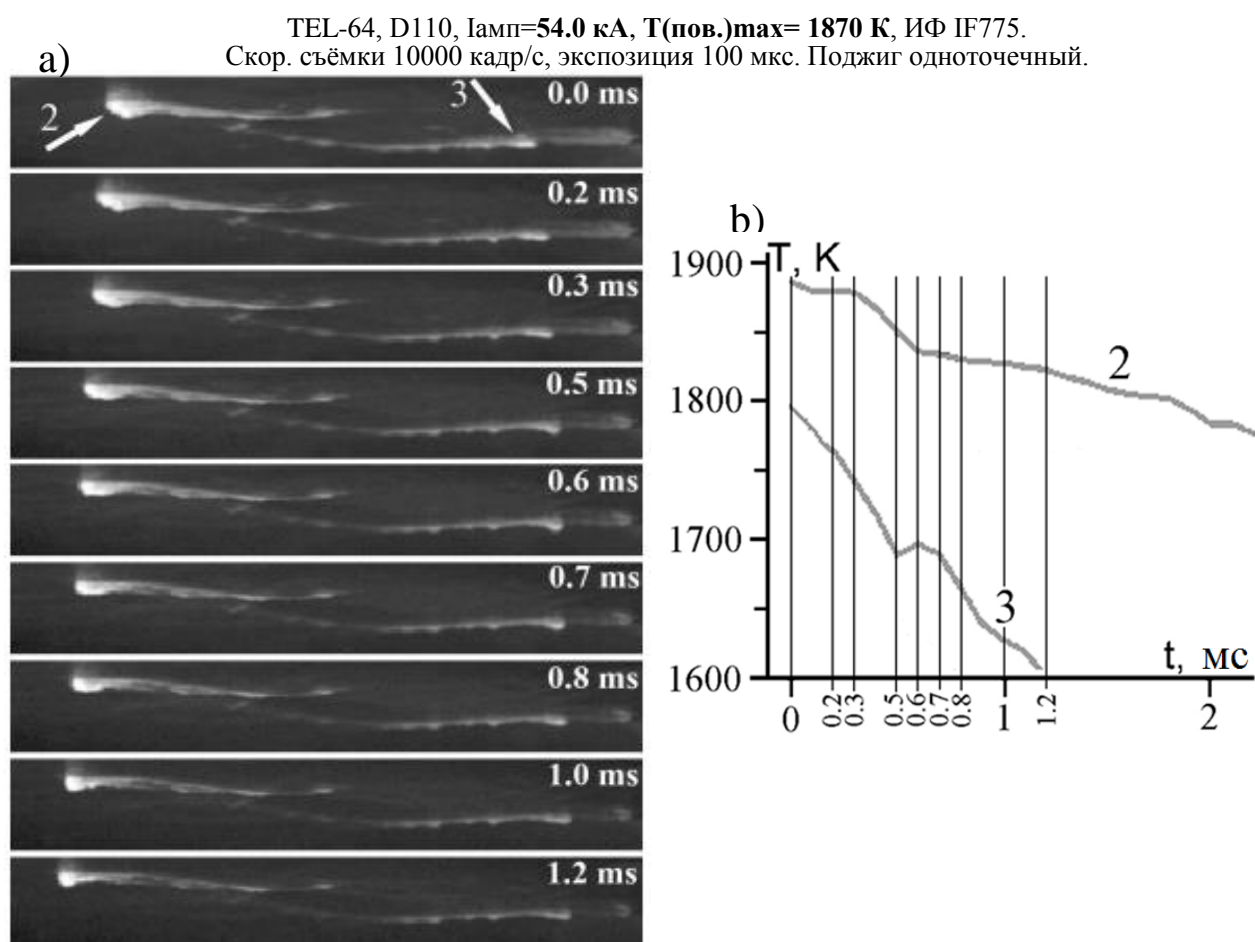 TEL-64, D110, Iамп=54.0 кА, T(пов.)max= 1870 К, ИФ IF775.
Скор. съёмки 10000 кадр/с, экспозиция 100 мкс. Поджиг одноточечный.
a)
2
3
0.0 ms
0.2 ms
0.3 ms
0.5 ms
0.6 ms
0.7 ms
0.8 ms
1.0 ms
1.2 ms
b)
T, K
1900
1800
1700
1600
2
3
t, мс
0
0.2
0.3
0.5
0.6
0.7
0.8
1
1.2
2